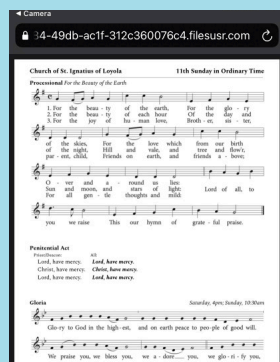 ◄ Camera
34-49db-ac1f-312c360076c4.filesusr.com
Church of St. Ignatius of Loyola 11th Sunday in Ordinary Time
Processional For the Beauty of the Earth
1. For the beau - ty of the earth, For the glo - ry
2. For the beau - ty of each hour Of the day and
3. For the joy of hu - man love, Broth - er, sis - ter,
of the skies, For the love which from our birth
of the night, Hill and vale, and tree and flow'r,
par - ent, child, Friends on earth, and friends a - bove;
O - ver and a - round us lies:
Sun and moon, and stars of light: Lord of all, to
For all gen - tle thoughts and mild:
you we raise This our hymn of grate - ful praise.
Penitential Act
Priest/Deacon: All
Lord, have mercy. Lord, have mercy.
Christ, have mercy. Christ, have mercy.
Lord, have mercy. Lord, have mercy.
Gloria Saturday, 4pm; Sunday, 10:30am
Glo-ry to God in the high-est, and on earth peace to peo-ple of good will.
We praise you, we bless you, we a - dore you, we glo - ri - fy you,